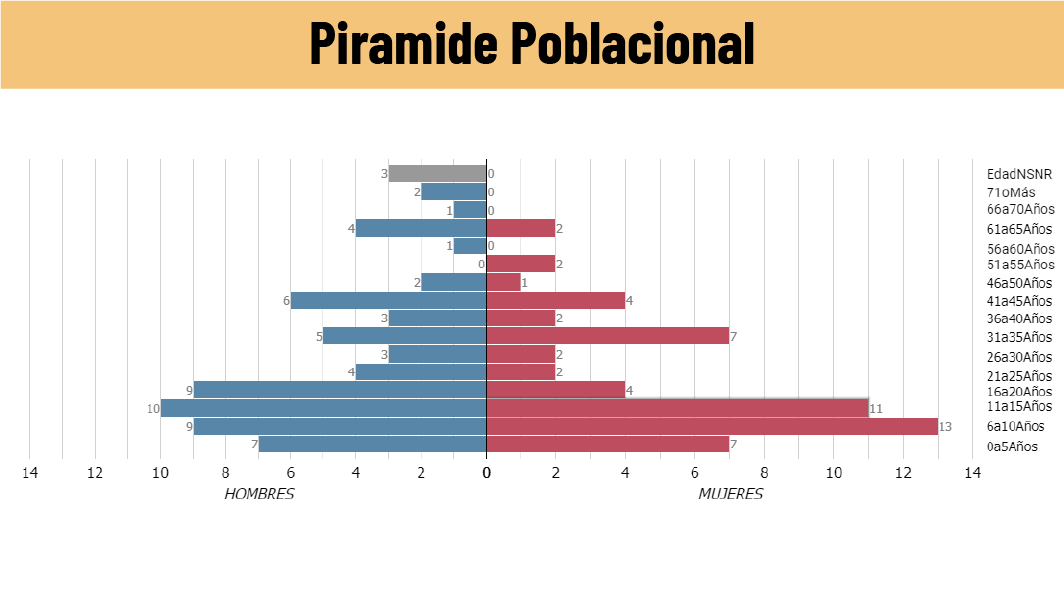 Piramide Poblacional
3 0 EdadNSNR
2 0 71oMás
1 0 66a70Años
4 2 61a65Años
1 0 56a60Años
0 2 51a55Años
2 1 46a50Años
6 4 41a45Años
3 2 36a40Años
5 7 31a35Años
3 2 26a30Años
4 2 21a25Años
9 4 16a20Años
10 11 11a15Años
9 13 6a10Años
7 7 0a5Años
14 12 10 8 6 4 2 0 2 4 6 8 10 12 14
HOMBRES MUJERES